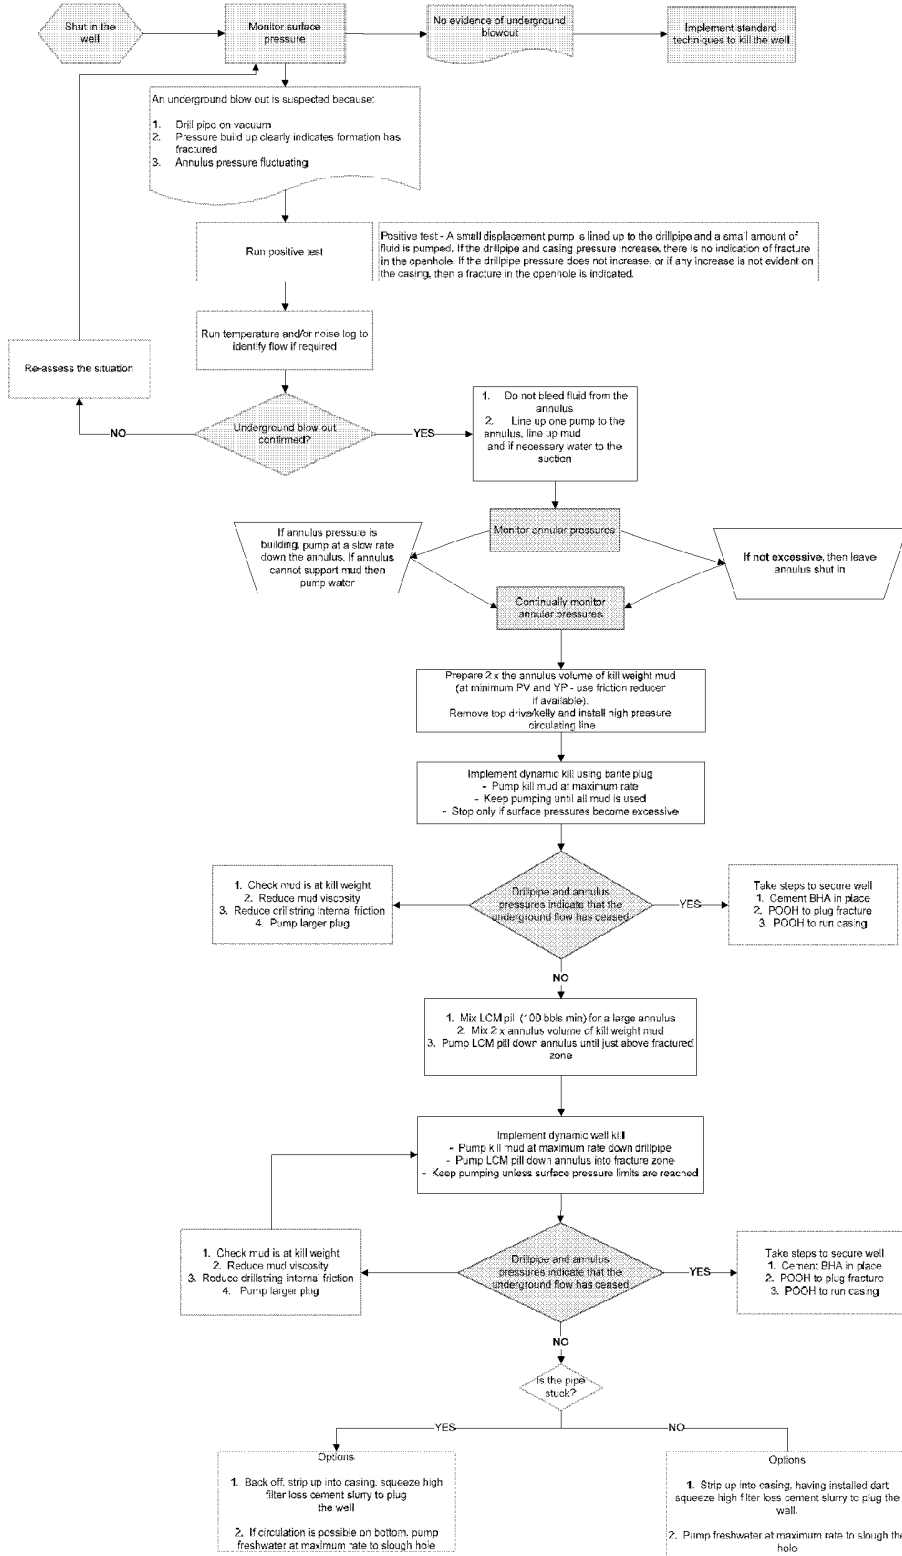 Shut in the
well
Monitor surface
pressure
No evidence of underground
blowout
Implement standard
techniques to kill the well
An underground blow out is suspected because:
1. Drill pipe on vacuum
2. Pressure build up clearly indicates formation has
fractured
3. Annulus pressure fluctuating
Run positive test
Positive test - A small displacement pump is lined up to the drillpipe and a small amount of
fluid is pumped. If the drillpipe and casing pressure increase, there is no indication of fracture
in the openhole. If the drillpipe pressure does not increase, or if any increase is not evident on
the casing, then a fracture in the openhole is indicated.
Run temperature and/or noise log to
identify flow if required
Re-assess the situation
Underground blow out
confirmed?
NO
YES
1. Do not bleed fluid from the
annulus
2. Line up one pump to the
annulus, line up mud
and if necessary water to the
suction
Monitor annular pressures
If annulus pressure is
building, pump at a slow rate
down the annulus. If annulus
cannot support mud then
pump water
If not excessive, then leave
annulus shut in
Continually monitor
annular pressures
Prepare 2 x the annulus volume of kill weight mud
(at minimum PV and YP - use friction reducer
if available).
Remove top drive/kelly and install high pressure
circulating line
Implement dynamic kill using barite plug
- Pump kill mud at maximum rate
- Keep pumping until all mud is used
- Stop only if surface pressures become excessive
1. Check mud is at kill weight
2. Reduce mud viscosity
3. Reduce drillstring internal friction
4. Pump larger plug
Drillpipe and annulus
pressures indicate that the
underground flow has ceased
YES
Take steps to secure well
1. Cement BHA in place
2. POOH to plug fracture
3. POOH to run casing
NO
1. Mix LCM pill (100 bbls min) for a large annulus
2. Mix 2 x annulus volume of kill weight mud
3. Pump LCM pill down annulus until just above fractured
zone
Implement dynamic well kill
- Pump kill mud at maximum rate down drillpipe
- Pump LCM pill down annulus into fracture zone
- Keep pumping unless surface pressure limits are reached
1. Check mud is at kill weight
2. Reduce mud viscosity
3. Reduce drillstring internal friction
4. Pump larger plug
Drillpipe and annulus
pressures indicate that the
underground flow has ceased
YES
Take steps to secure well
1. Cement BHA in place
2. POOH to plug fracture
3. POOH to run casing
NO
Is the pipe
stuck?
YES
NO
Options
1. Back off, strip up into casing, squeeze high
filter loss cement slurry to plug
the well
2. If circulation is possible on bottom, pump
freshwater at maximum rate to slough hole
Options
1. Strip up into casing, having installed dart
squeeze high filter loss cement slurry to plug the
well.
2. Pump freshwater at maximum rate to slough the
hole